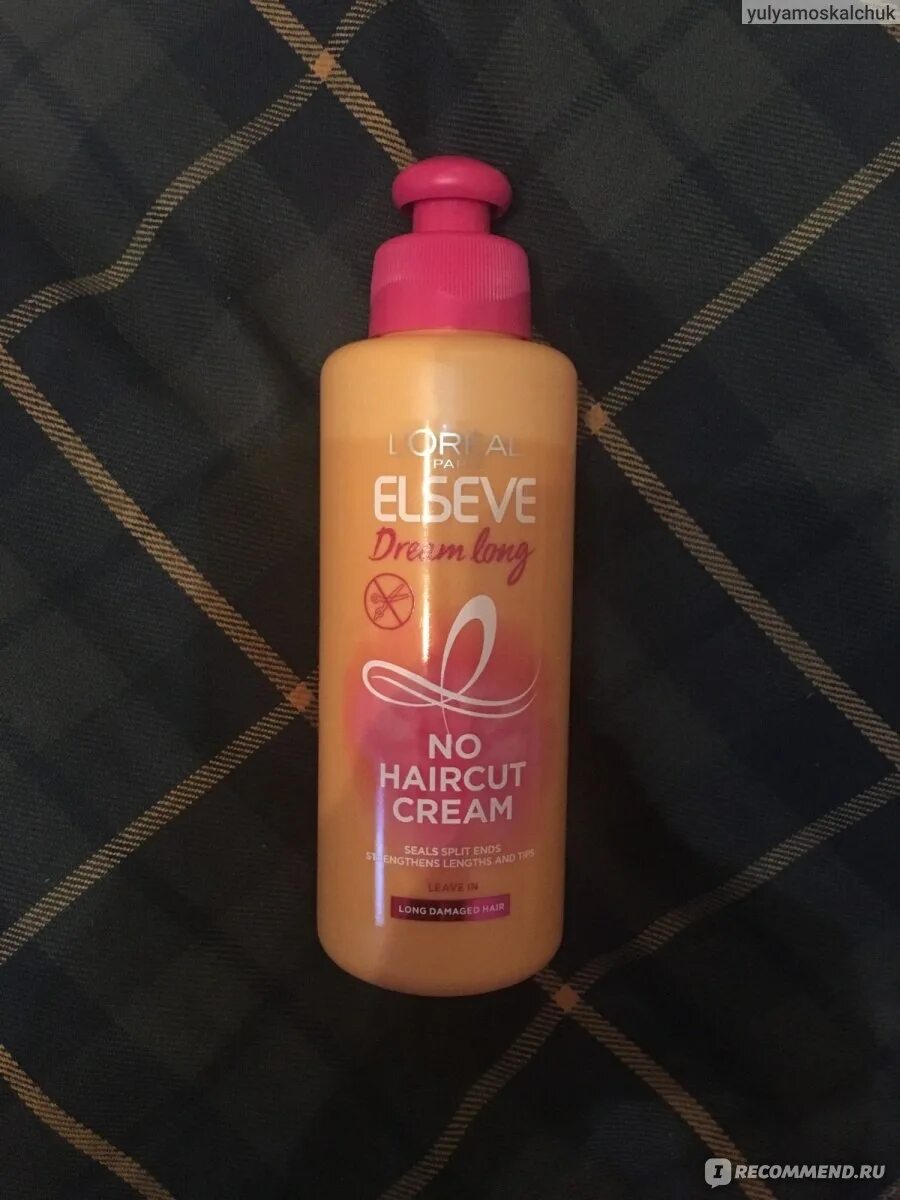 yulyamoskalchuk
L'ORÉAL
PARIS
ELSEVE
Dream long
NO
HAIRCUT
CREAM
SEALS SPLIT ENDS
STRENGTHENS LENGTHS AND TIPS
LEAVE IN
LONG DAMAGED HAIR
IRECOMMEND.RU